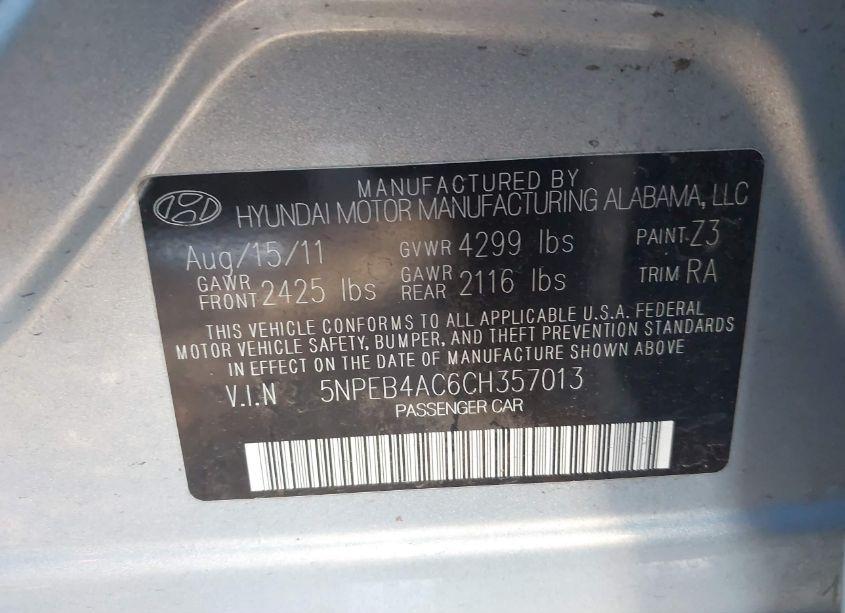 MANUFACTURED BY
HYUNDAI MOTOR MANUFACTURING ALABAMA, LLC
Aug/15/11 GVWR 4299 lbs PAINT Z3
GAWR FRONT 2425 lbs GAWR REAR 2116 lbs TRIM RA
THIS VEHICLE CONFORMS TO ALL APPLICABLE U.S.A. FEDERAL
MOTOR VEHICLE SAFETY, BUMPER, AND THEFT PREVENTION STANDARDS
IN EFFECT ON THE DATE OF MANUFACTURE SHOWN ABOVE
V.I.N 5NPEB4AC6CH357013
PASSENGER CAR